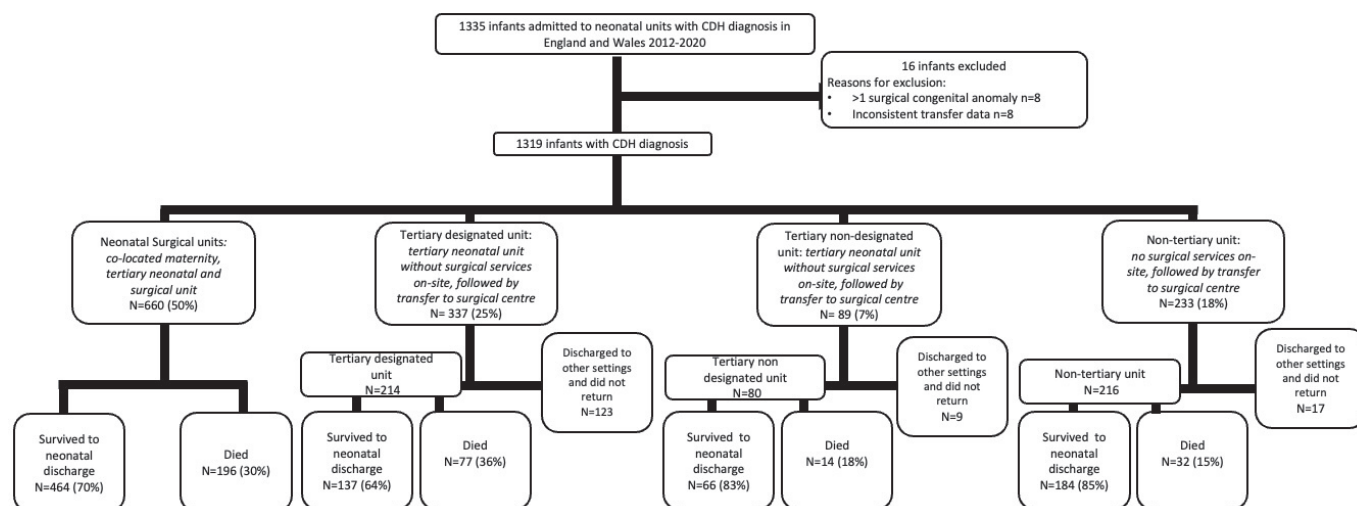 1335 infants admitted to neonatal units with CDH diagnosis in
England and Wales 2012-2020
16 infants excluded
Reasons for exclusion:
• >1 surgical congenital anomaly n=8
• Inconsistent transfer data n=8
1319 infants with CDH diagnosis
Neonatal Surgical units:
co-located maternity,
tertiary neonatal and
surgical unit
N=660 (50%)
Tertiary designated unit:
tertiary neonatal unit
without surgical services
on-site, followed by
transfer to surgical centre
N= 337 (25%)
Tertiary non-designated
unit: tertiary neonatal unit
without surgical services
on-site, followed by
transfer to surgical centre
N= 89 (7%)
Non-tertiary unit:
no surgical services on-
site, followed by transfer
to surgical centre
N=233 (18%)
Tertiary designated
unit
N=214
Discharged to
other settings
and did not
return
N=123
Tertiary non
designated unit
N=80
Discharged to
other settings
and did not
return
N=9
Non-tertiary unit
N=216
Discharged to
other settings
and did not
return
N=17
Survived to
neonatal
discharge
N=464 (70%)
Died
N=196 (30%)
Survived to
neonatal
discharge
N=137 (64%)
Died
N=77 (36%)
Survived to
neonatal
discharge
N=66 (83%)
Died
N=14 (18%)
Survived to
neonatal
discharge
N=184 (85%)
Died
N=32 (15%)